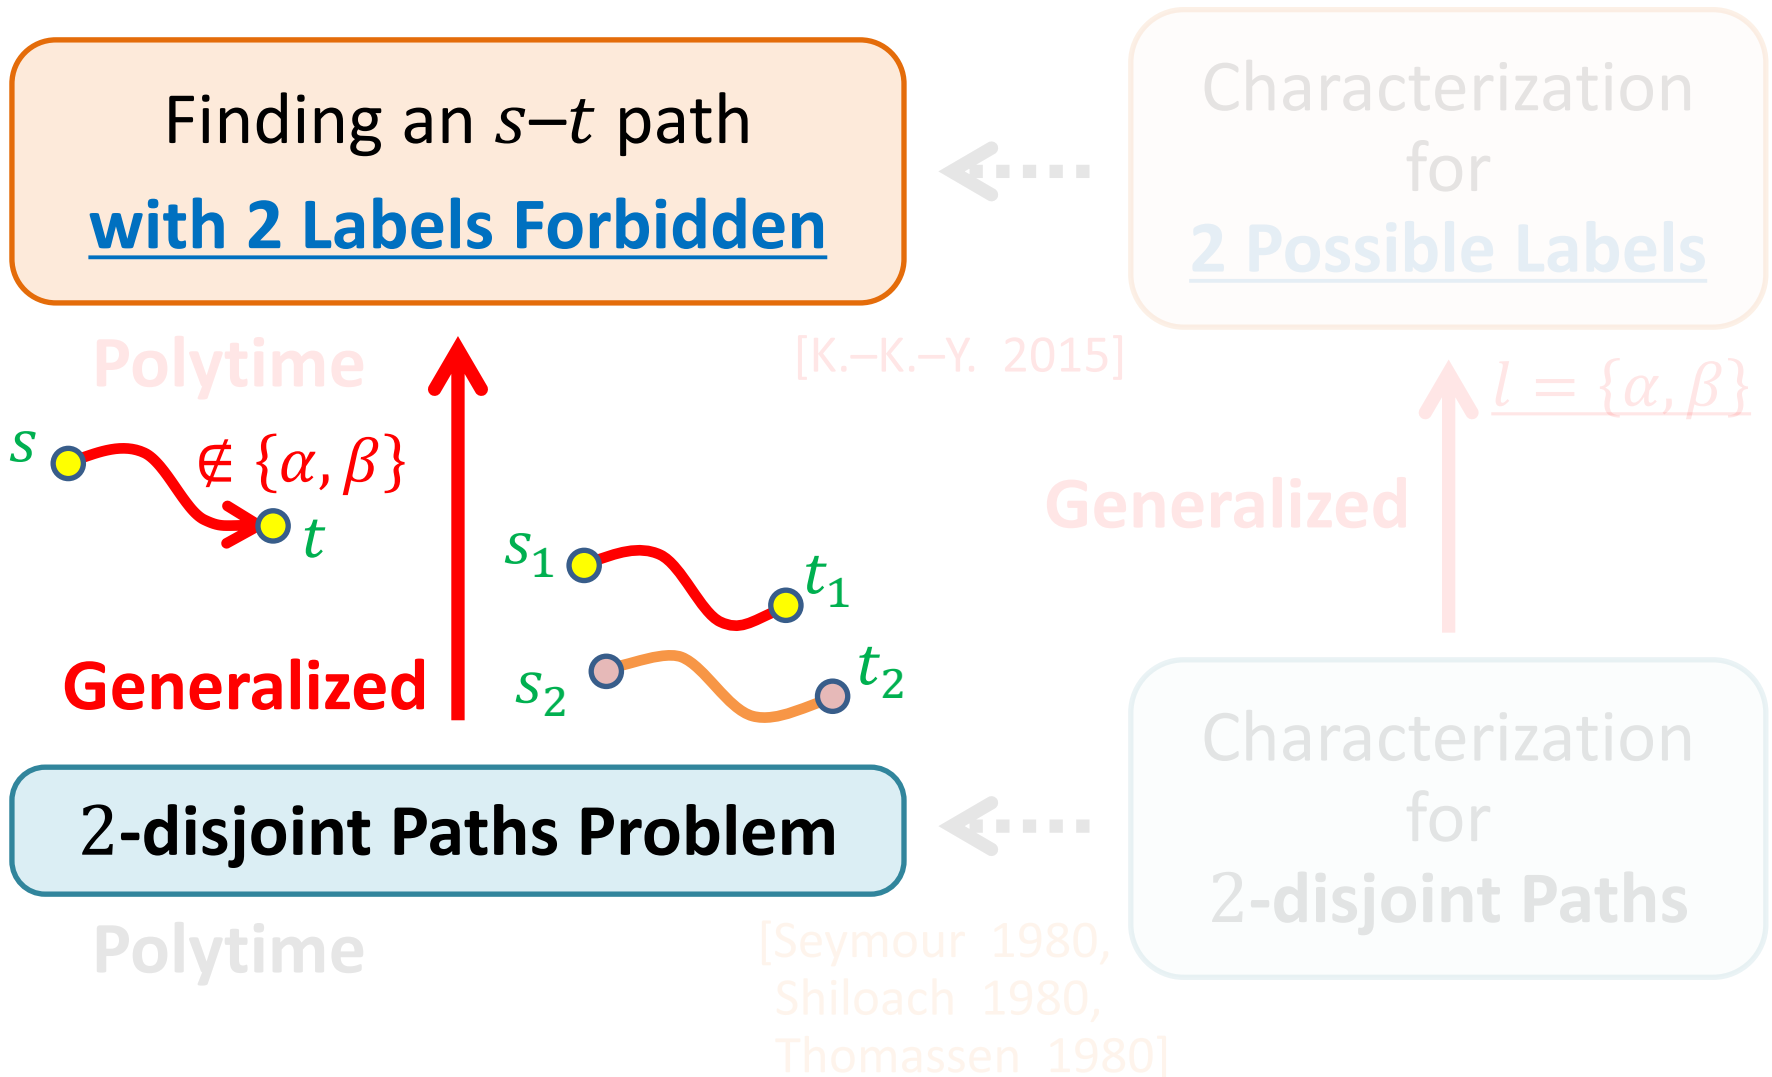 Finding an s–t path
with 2 Labels Forbidden
Characterization
for
2 Possible Labels
Polytime
[K.–K.–Y. 2015]
l = {α, β}
s
∉ {α, β}
t
Generalized
s₁
t₁
s₂
t₂
Generalized
2-disjoint Paths Problem
Characterization
for
2-disjoint Paths
Polytime
[Seymour 1980,
Shiloach 1980,
Thomassen 1980]